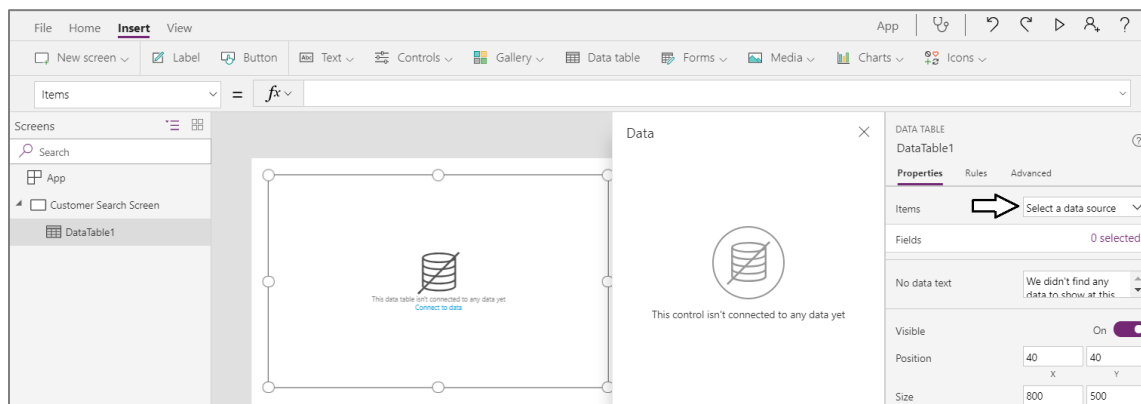 File Home Insert View App ?
New screen Label Button Abc Text Controls Gallery Data table Forms Media Charts Icons
Items = fx
Screens
Search
App
Customer Search Screen
DataTable1
This data table isn't connected to any data yet
Connect to data
Data
This control isn't connected to any data yet
DATA TABLE
DataTable1 ?
Properties Rules Advanced
Items Select a data source
Fields 0 selected
No data text We didn't find any
data to show at this
Visible On
Position 40 40
X Y
Size 800 500